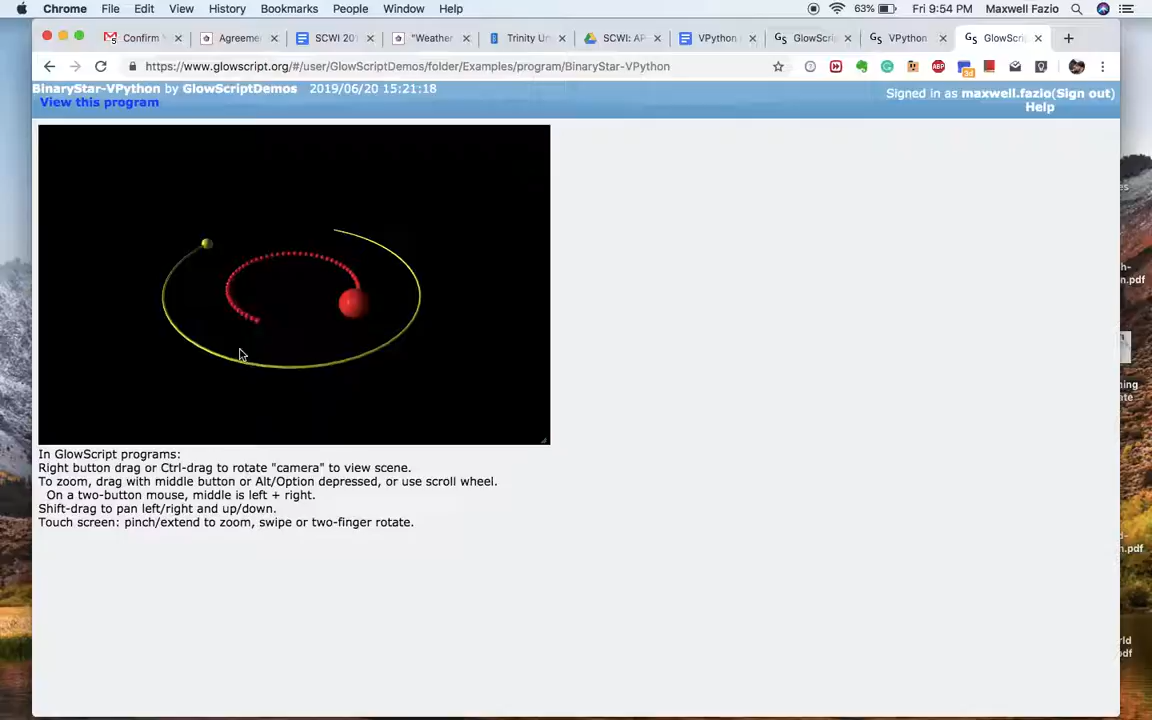 Chrome File Edit View History Bookmarks People Window Help 63% Fri 9:54 PM Maxwell Fazio
Confirm Agreeme SCWI 201 "Weather Trinity Un SCWI: AP VPython GlowScri VPython GlowScri
https://www.glowscript.org/#/user/GlowScriptDemos/folder/Examples/program/BinaryStar-VPython
BinaryStar-VPython by GlowScriptDemos 2019/06/20 15:21:18 Signed in as maxwell.fazio(Sign out)
View this program Help
In GlowScript programs:
Right button drag or Ctrl-drag to rotate "camera" to view scene.
To zoom, drag with middle button or Alt/Option depressed, or use scroll wheel.
On a two-button mouse, middle is left + right.
Shift-drag to pan left/right and up/down.
Touch screen: pinch/extend to zoom, swipe or two-finger rotate.